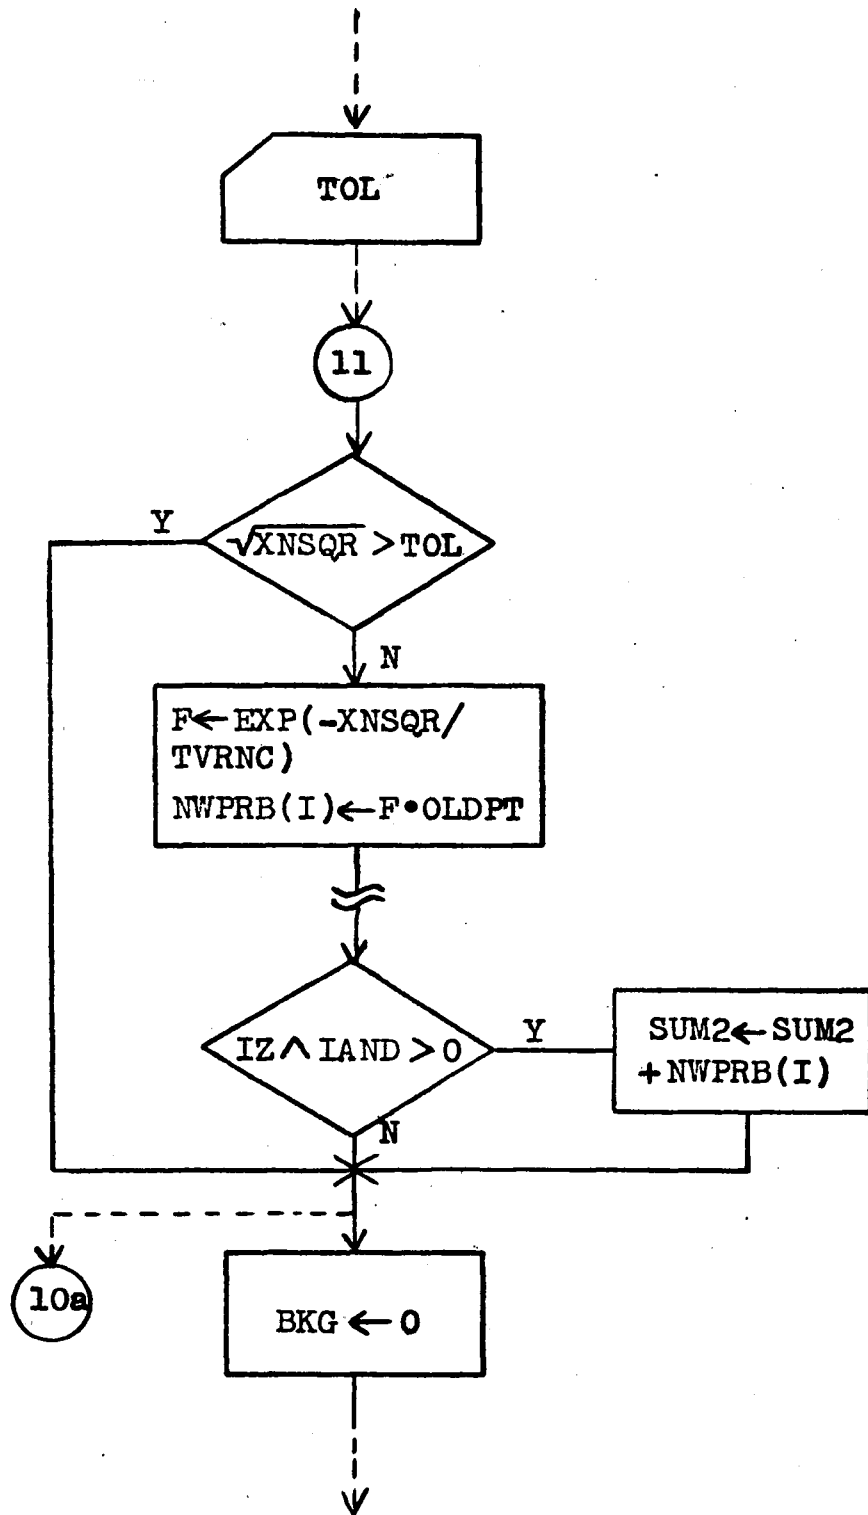 TOL
11
Y
√XNSQR > TOL
N
F←EXP(-XNSQR/
TVRNC)
NWPRB(I)←F•OLDPT
IZ∧IAND>0
Y
SUM2←SUM2
+NWPRB(I)
N
10a
BKG←0